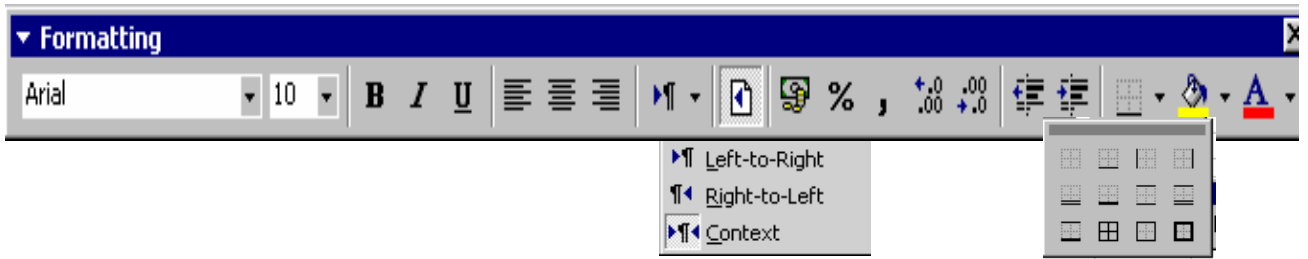 Formatting
Arial 10 B I U % , .0 .00 .00 .0 A
Left-to-Right
Right-to-Left
Context